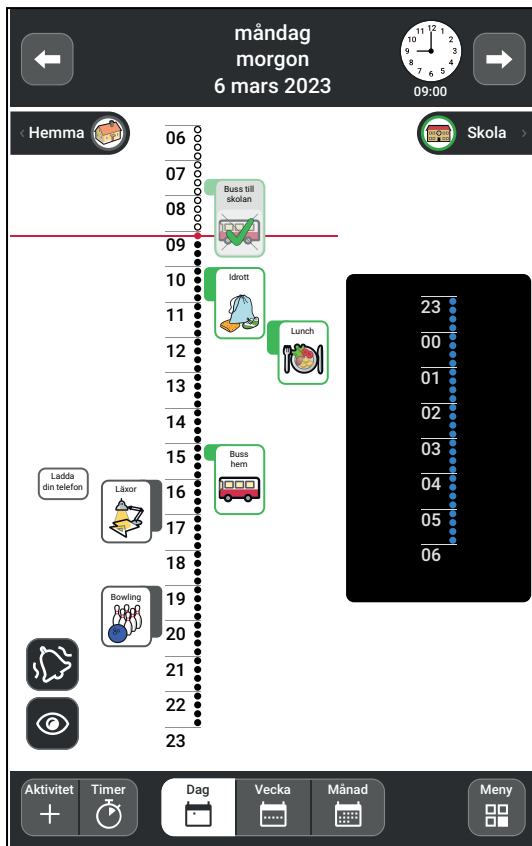 måndag
morgon
6 mars 2023
12
1
2
3
4
5
6
7
8
9
10
11
09:00
Hemma
Skola
06
07
08
09
10
11
12
13
14
15
16
17
18
19
20
21
22
23
Buss till
skolan
Idrott
Lunch
Buss
hem
Ladda
din telefon
Läxor
Bowling
23
00
01
02
03
04
05
06
Aktivitet
Timer
Dag
Vecka
Månad
Meny